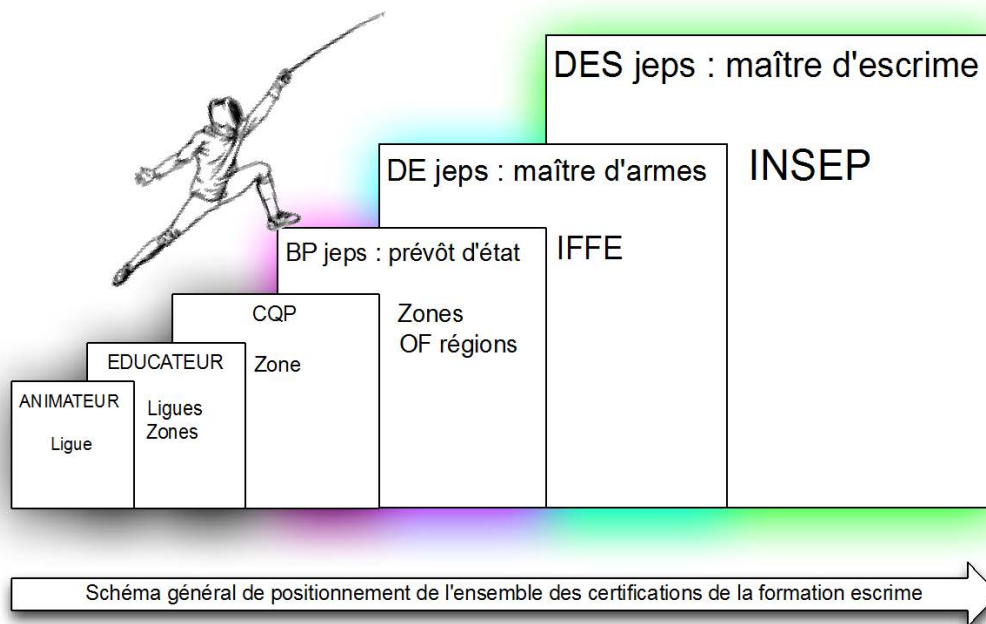 DES jeps : maître d'escrime
INSEP
DE jeps : maître d'armes
IFFE
BP jeps : prévôt d'état
Zones
OF régions
CQP
Zone
EDUCATEUR
Ligues
Zones
ANIMATEUR
Ligue
Schéma général de positionnement de l'ensemble des certifications de la formation escrime